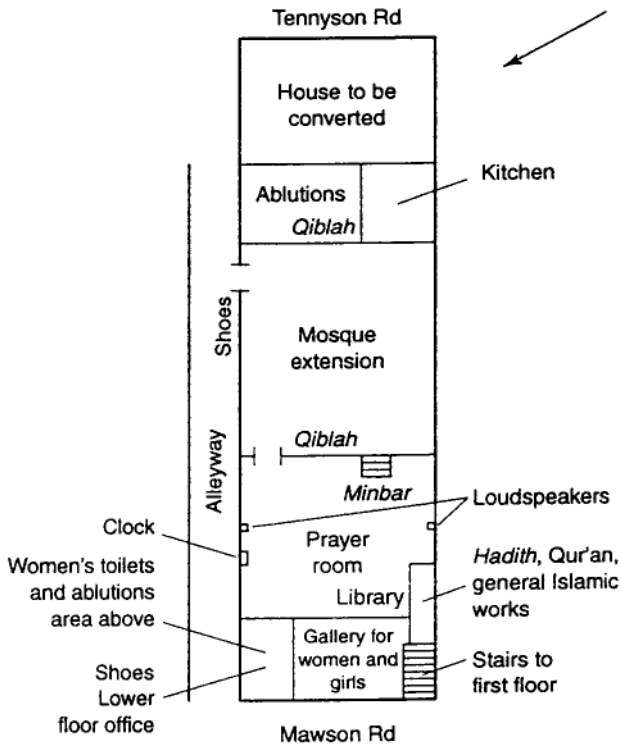 Tennyson Rd
House to be
converted
Kitchen
Ablutions
Qiblah
Shoes
Mosque
extension
Alleyway
Qiblah
Minbar
Loudspeakers
Clock
Prayer
room
Hadith, Qur'an,
general Islamic
works
Women's toilets
and ablutions
area above
Library
Gallery for
women and
girls
Stairs to
first floor
Shoes
Lower
floor office
Mawson Rd